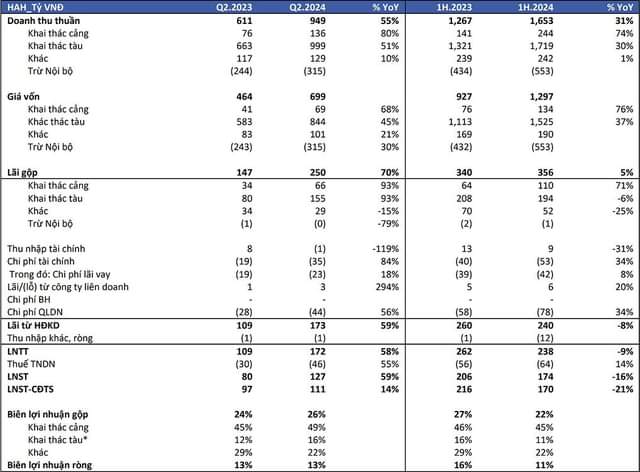 HAH_Tỷ VNĐ Q2.2023 Q2.2024 % YoY 1H.2023 1H.2024 % YoY
Doanh thu thuần 611 949 55% 1,267 1,653 31%
Khai thác cảng 76 136 80% 141 244 74%
Khai thác tàu 663 999 51% 1,321 1,719 30%
Khác 117 129 10% 239 242 1%
Trừ Nội bộ (244) (315) (434) (553)
Giá vốn 464 699 927 1,297
Khai thác cảng 41 69 68% 76 134 76%
Khác thác tàu 583 844 45% 1,113 1,525 37%
Khác 83 101 21% 169 190
Trừ Nội bộ (243) (315) 30% (432) (553)
Lãi gộp 147 250 70% 340 356 5%
Khai thác cảng 34 66 93% 64 110 71%
Khai thác tàu 80 155 93% 208 194 -6%
Khác 34 29 -15% 70 52 -25%
Trừ Nội bộ (1) (0) -79% (2) (1)
Thu nhập tài chính 8 (1) -119% 13 9 -31%
Chi phí tài chính (19) (35) 84% (40) (53) 34%
Trong đó: Chi phí lãi vay (19) (23) 18% (39) (42) 8%
Lãi/(lỗ) từ công ty liên doanh 1 3 294% 5 6 20%
Chi phí BH - - - -
Chi phí QLDN (28) (44) 56% (58) (78) 34%
Lãi từ HĐKD 109 173 59% 260 240 -8%
Thu nhập khác, ròng (1) (1) (1) (12)
LNTT 109 172 58% 262 238 -9%
Thuế TNDN (30) (46) 55% (56) (64) 14%
LNST 80 127 59% 206 174 -16%
LNST-CĐTS 97 111 14% 216 170 -21%
Biên lợi nhuận gộp 24% 26% 27% 22%
Khai thác cảng 45% 49% 46% 45%
Khai thác tàu* 12% 16% 16% 11%
Khác 29% 22% 29% 22%
Biên lợi nhuận ròng 13% 13% 16% 11%